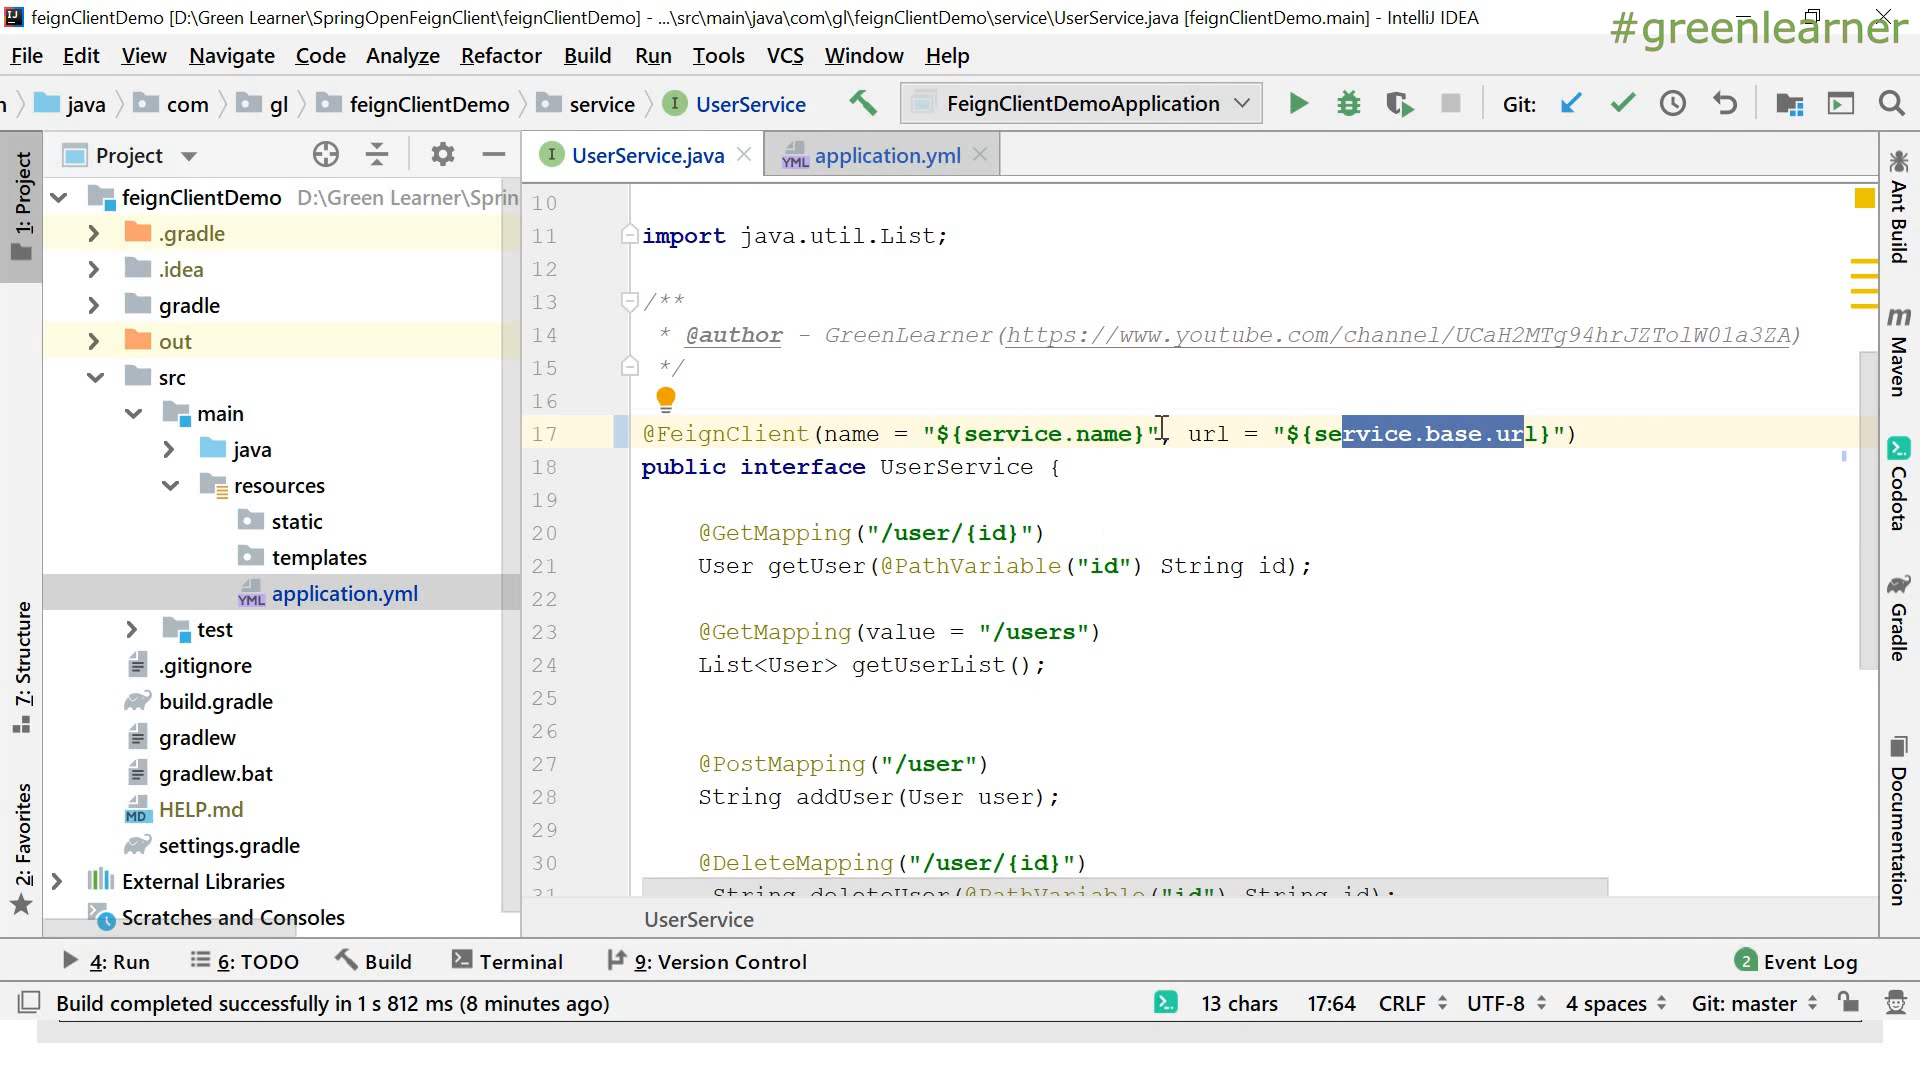 feignClientDemo [D:\Green Learner\SpringOpenFeignClient\feignClientDemo] - ...\src\main\java\com\gl\feignClientDemo\service\UserService.java [feignClientDemo.main] - IntelliJ IDEA
#greenlearner
File Edit View Navigate Code Analyze Refactor Build Run Tools VCS Window Help
java com gl feignClientDemo service I UserService FeignClientDemoApplication Git:
Project
I UserService.java
YML application.yml
1: Project
7: Structure
2: Favorites
feignClientDemo D:\Green Learner\Sprin
.gradle
.idea
gradle
out
src
main
java
resources
static
templates
YML application.yml
test
.gitignore
build.gradle
gradlew
gradlew.bat
MD HELP.md
settings.gradle
External Libraries
Scratches and Consoles
10
11 import java.util.List;
12
13 /**
14 * @author - GreenLearner(https://www.youtube.com/channel/UCaH2MTg94hrJZTolW01a3ZA)
15 */
16
17 @FeignClient(name = "${service.name}", url = "${service.base.url}")
18 public interface UserService {
19
20 @GetMapping("/user/{id}")
21 User getUser(@PathVariable("id") String id);
22
23 @GetMapping(value = "/users")
24 List<User> getUserList();
25
26
27 @PostMapping("/user")
28 String addUser(User user);
29
30 @DeleteMapping("/user/{id}")
31 String deleteUser(@PathVariable("id") String id);
UserService
Ant Build
m Maven
Codota
Gradle
Documentation
4: Run 6: TODO Build Terminal 9: Version Control 2 Event Log
Build completed successfully in 1 s 812 ms (8 minutes ago) 13 chars 17:64 CRLF UTF-8 4 spaces Git: master